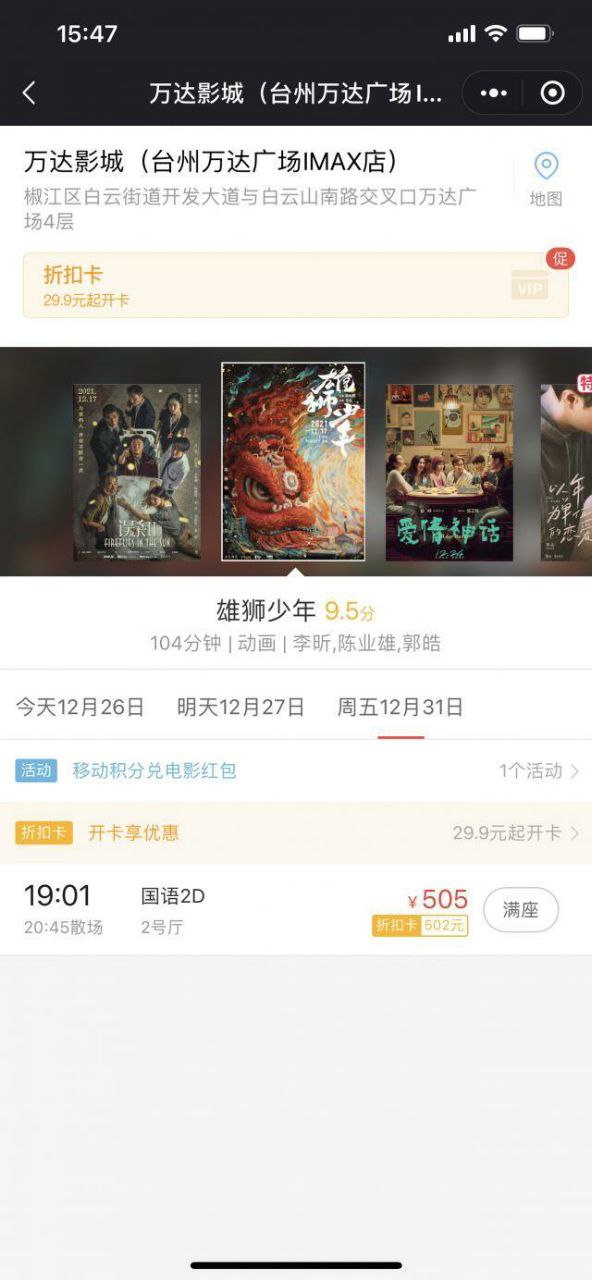 15:47
万达影城（台州万达广场I...
万达影城（台州万达广场IMAX店）
椒江区白云街道开发大道与白云山南路交叉口万达广
场4层
地图
促
折扣卡
29.9元起开卡
VIP
2021.
12.17
误杀II
FIREFLIES IN THE SUN
雄狮少年
2021
12.17
爱情神话
12.24
特
以年
为单位
的恋爱
雄狮少年 9.5分
104分钟 | 动画 | 李昕,陈业雄,郭皓
今天12月26日 明天12月27日 周五12月31日
活动 移动积分兑电影红包 1个活动
折扣卡 开卡享优惠 29.9元起开卡
19:01 国语2D ¥505 满座
20:45散场 2号厅 折扣卡 502元